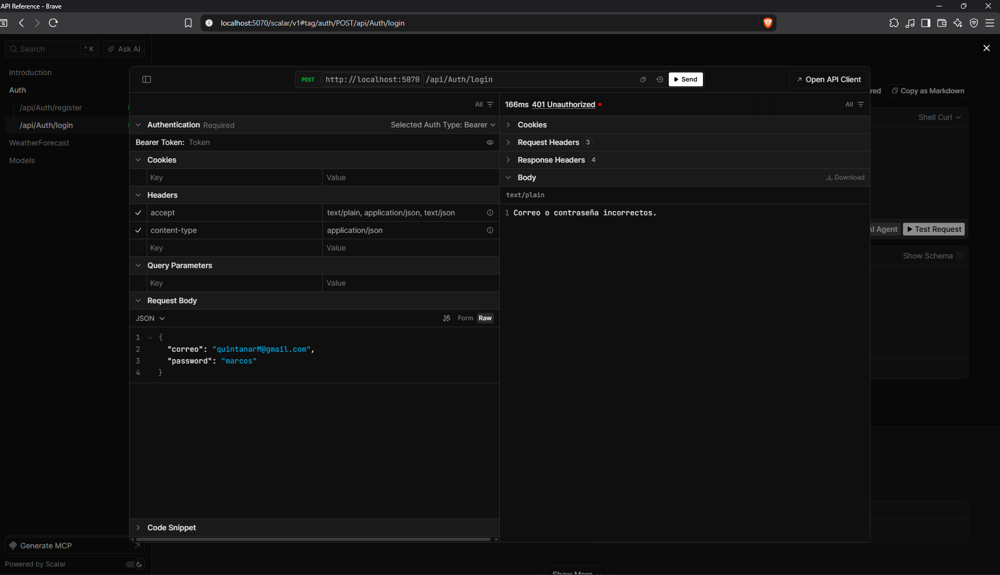 API Reference - Brave
localhost:5070/scalar/v1#tag/auth/POST/api/Auth/login
Search
^ K
Ask AI
Introduction
Auth
/api/Auth/register
/api/Auth/login
WeatherForecast
Models
POST
http://localhost:5070
/api/Auth/login
Send
Open API Client
All
Authentication Required
Selected Auth Type: Bearer
Bearer Token: Token
Cookies
Key
Value
Headers
accept
text/plain, application/json, text/json
content-type
application/json
Key
Value
Query Parameters
Key
Value
Request Body
JSON
Form
Raw
1 {
2 "correo": "quintanarM@gmail.com",
3 "password": "marcos"
4 }
Code Snippet
166ms 401 Unauthorized
All
Cookies
Request Headers 3
Response Headers 4
Body
Download
text/plain
1 Correo o contraseña incorrectos.
red
Copy as Markdown
Shell Curl
AI Agent
Test Request
Show Schema
Generate MCP
Powered by Scalar
Show More